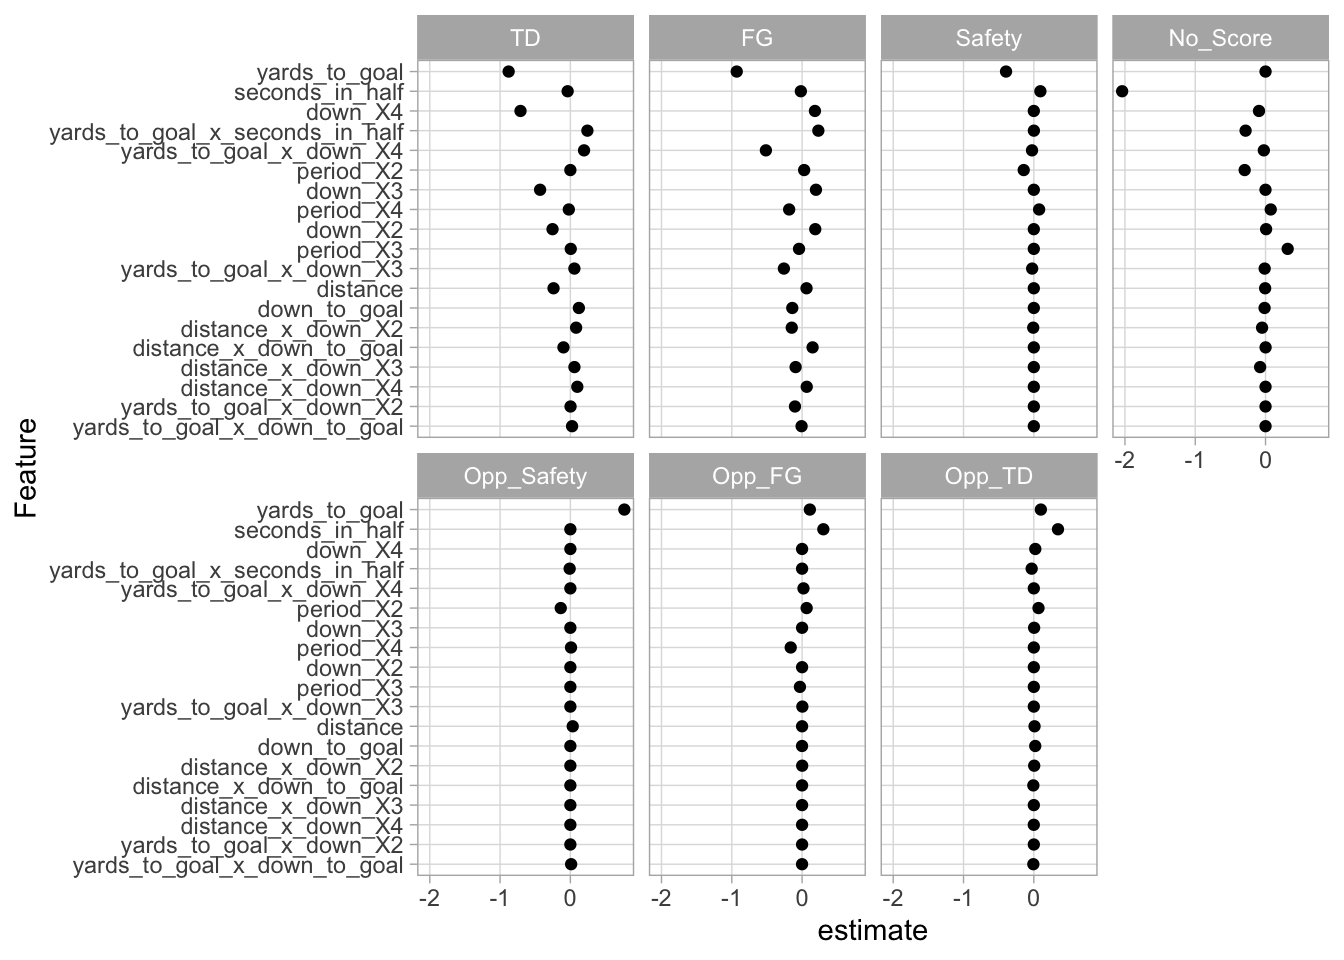 TD FG Safety No_Score
yards_to_goal
seconds_in_half
down_X4
yards_to_goal_x_seconds_in_half
yards_to_goal_x_down_X4
period_X2
down_X3
period_X4
down_X2
period_X3
yards_to_goal_x_down_X3
distance
down_to_goal
distance_x_down_X2
distance_x_down_to_goal
distance_x_down_X3
distance_x_down_X4
yards_to_goal_x_down_X2
yards_to_goal_x_down_to_goal
-2 -1 0
Feature
Opp_Safety Opp_FG Opp_TD
yards_to_goal
seconds_in_half
down_X4
yards_to_goal_x_seconds_in_half
yards_to_goal_x_down_X4
period_X2
down_X3
period_X4
down_X2
period_X3
yards_to_goal_x_down_X3
distance
down_to_goal
distance_x_down_X2
distance_x_down_to_goal
distance_x_down_X3
distance_x_down_X4
yards_to_goal_x_down_X2
yards_to_goal_x_down_to_goal
-2 -1 0 -2 -1 0 -2 -1 0
estimate